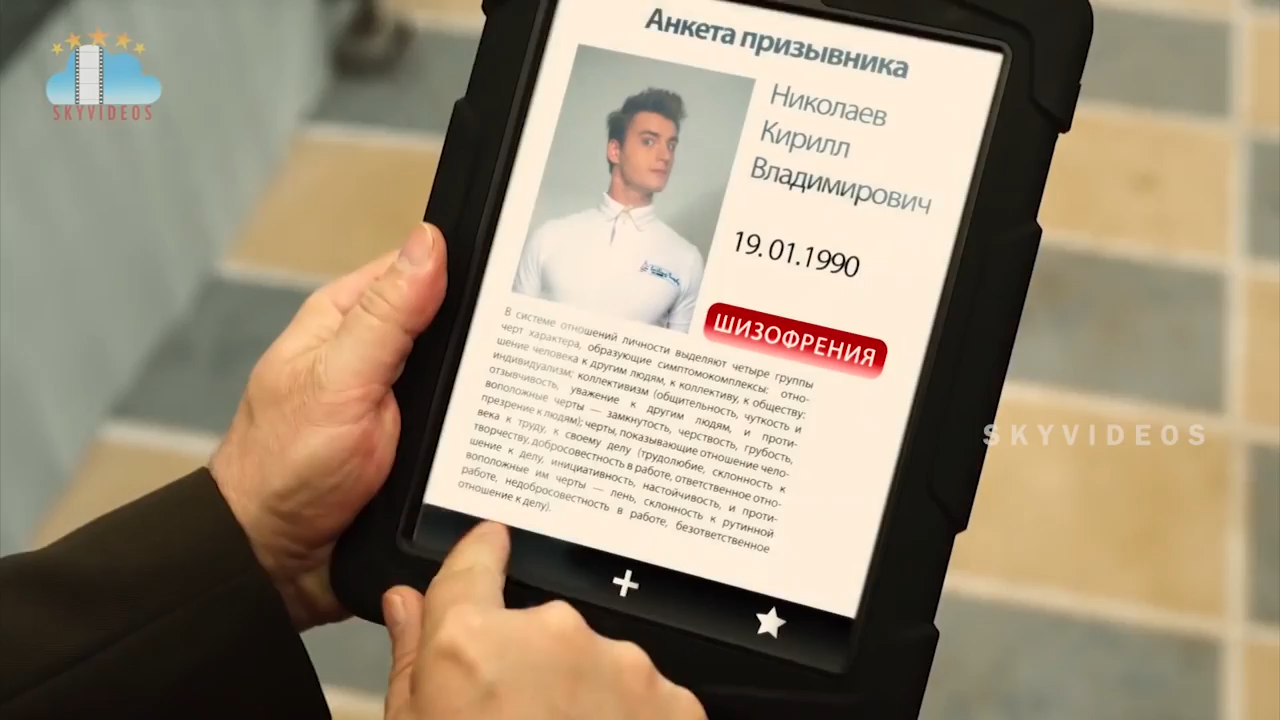 SKYVIDEOS
Анкета призывника
Николаев
Кирилл
Владимирович
19.01.1990
ШИЗОФРЕНИЯ
В системе отношений личности выделяют четыре группы
черт характера, образующие симптомокомплексы: отно-
шение человека к другим людям, к коллективу, к обществу:
индивидуализм; коллективизм (общительность, чуткость и
отзывчивость, уважение к другим людям, и проти-
воположные черты — замкнутость, черствость, грубость,
презрение к людям); черты, показывающие отношение чело-
века к труду, к своему делу (трудолюбие, склонность к
творчеству, добросовестность в работе, ответственное отно-
шение к делу, инициативность, настойчивость, и проти-
воположные им черты — лень, склонность к рутинной
работе, недобросовестность в работе, безответственное
отношение к делу).
SKYVIDEOS